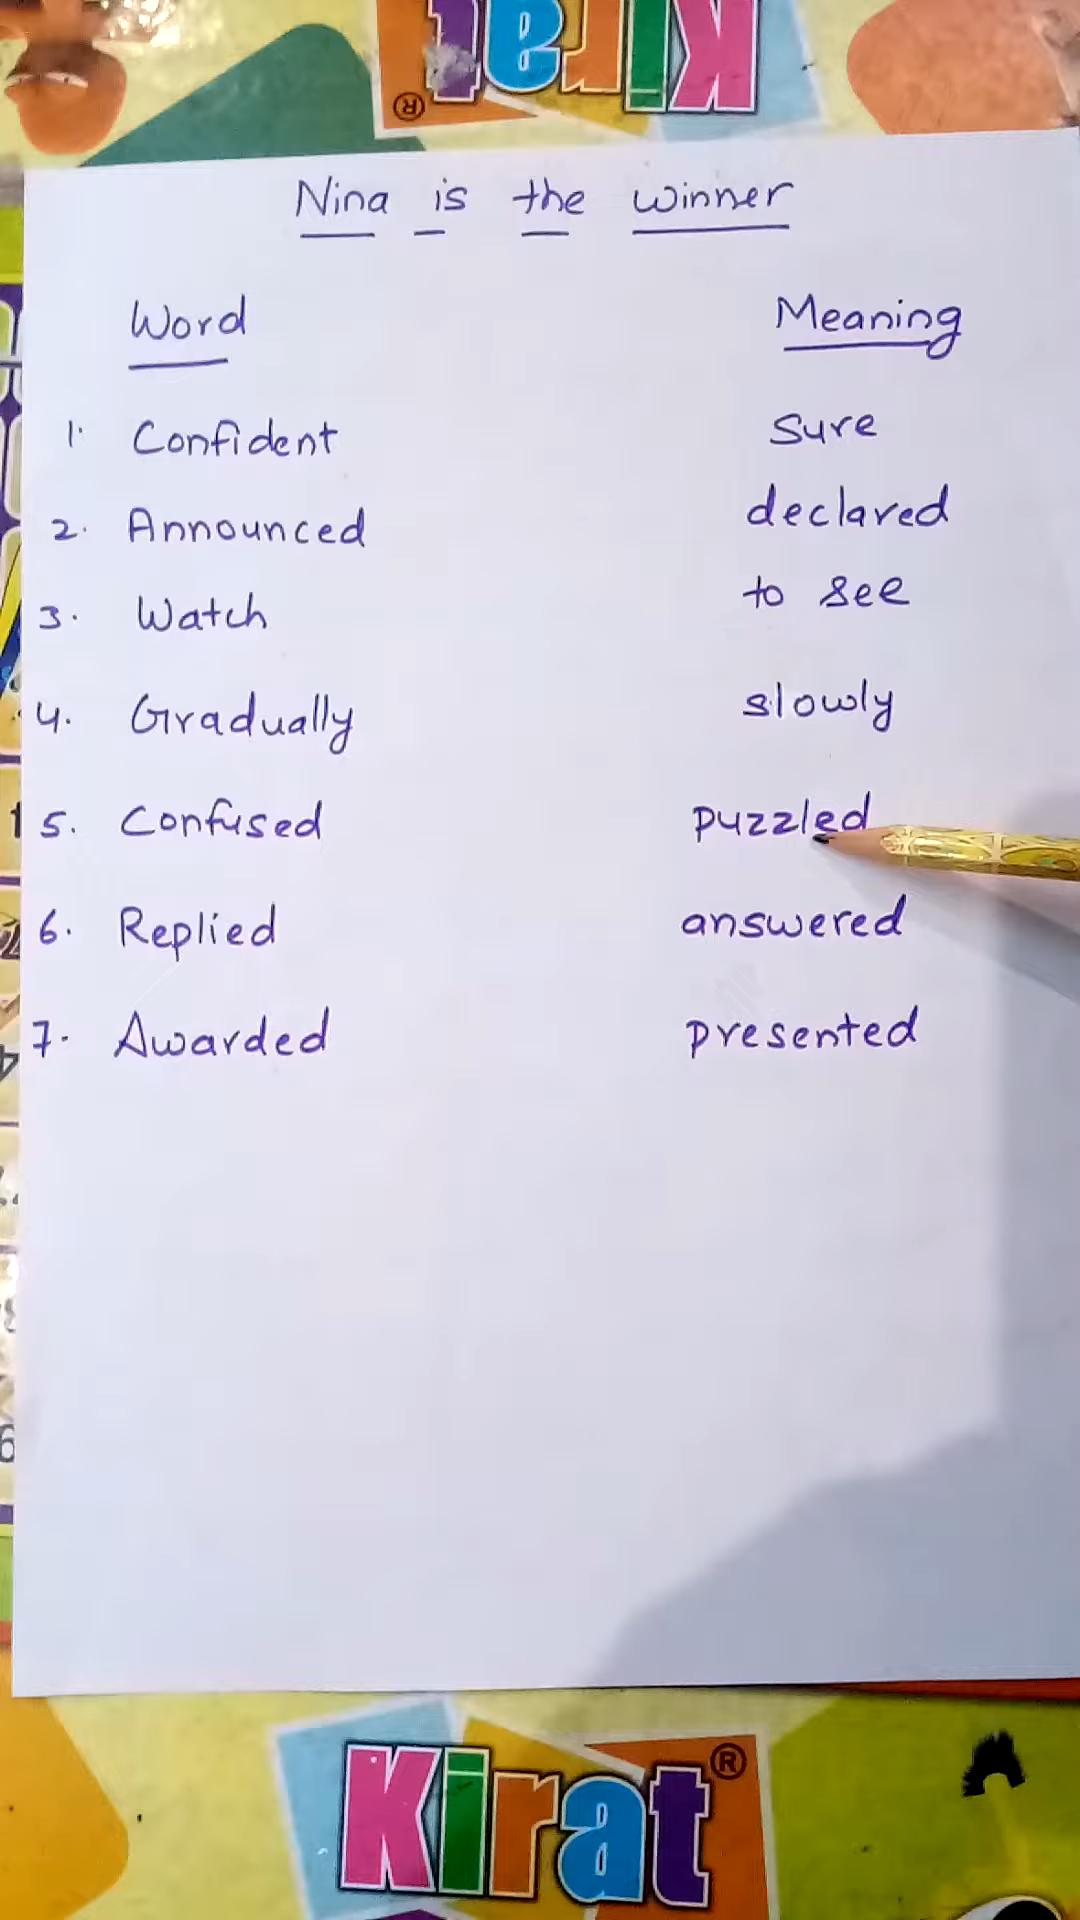 Kirat®
Nina is the winner
Word Meaning
1. Confident sure
2. Announced declared
3. Watch to see
4. Gradually slowly
5. Confused puzzled
6. Replied answered
7. Awarded presented
Kirat®